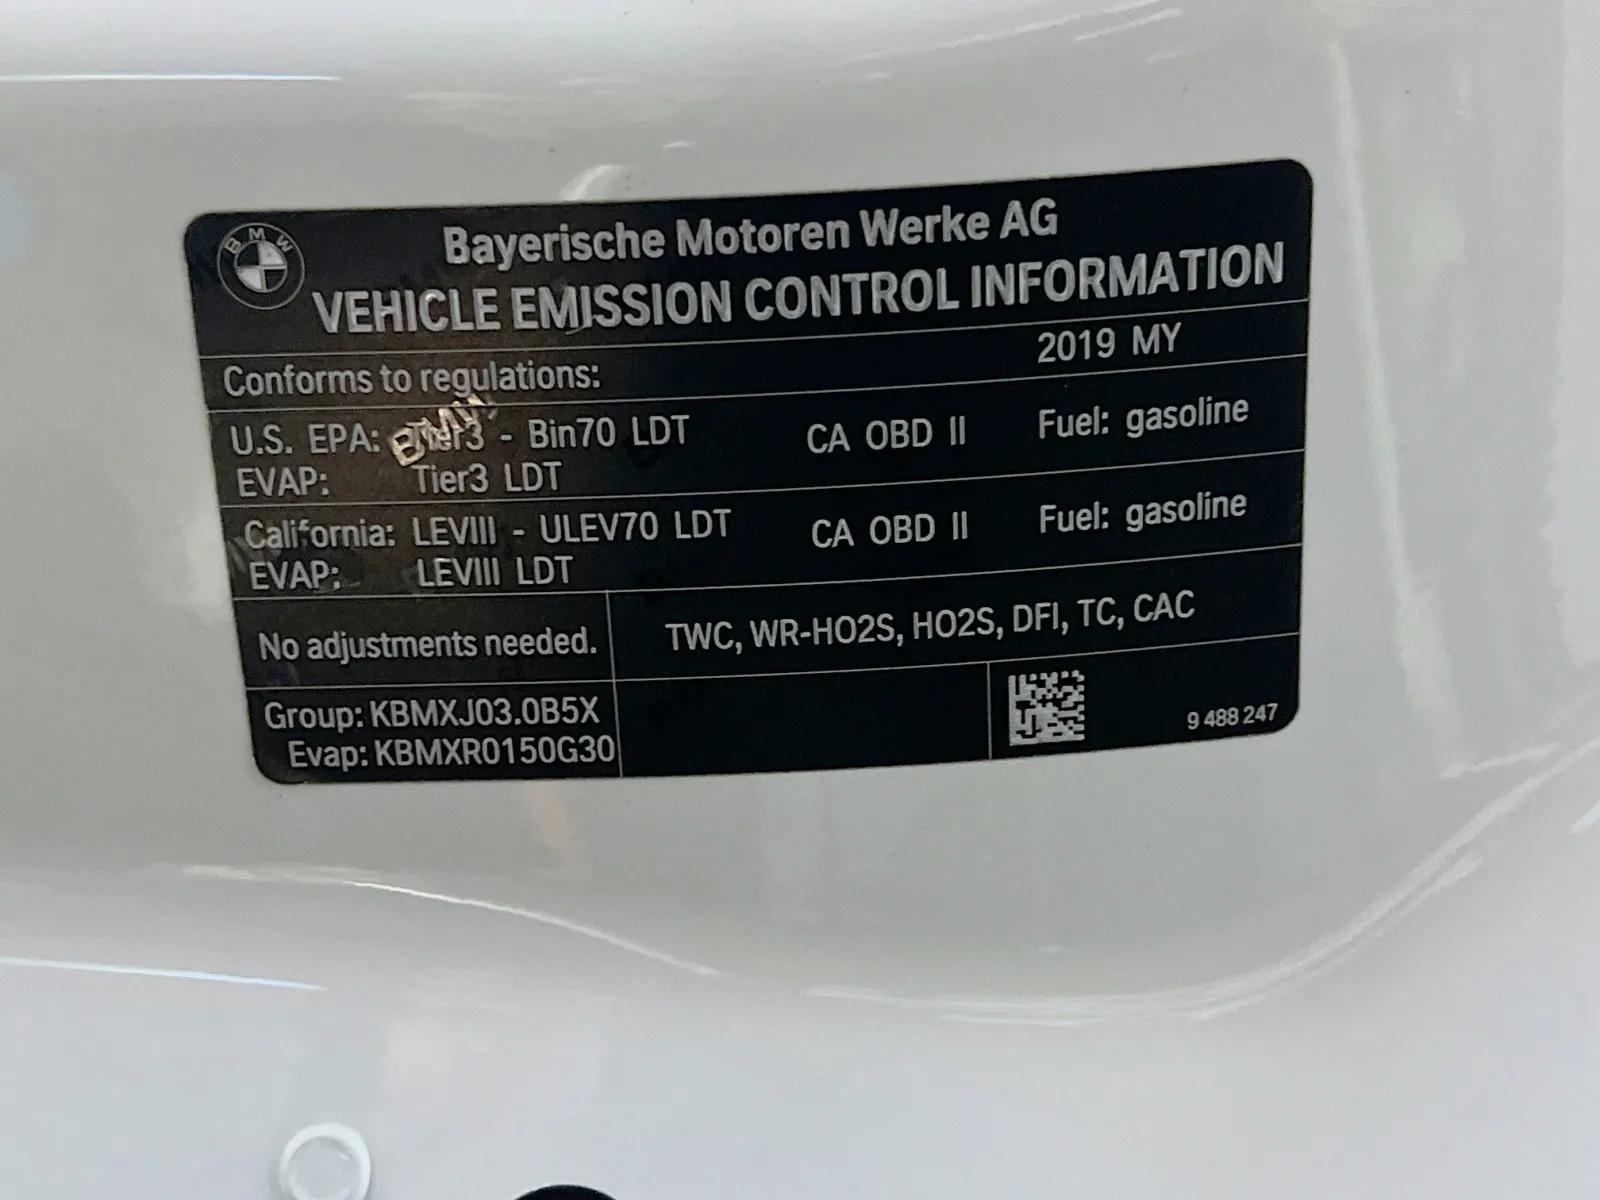 BMW
Bayerische Motoren Werke AG
VEHICLE EMISSION CONTROL INFORMATION
2019 MY
Conforms to regulations:
U.S. EPA: Tier3 - Bin70 LDT CA OBD II Fuel: gasoline
BMW
EVAP: Tier3 LDT
California: LEVIII - ULEV70 LDT CA OBD II Fuel: gasoline
EVAP: LEVIII LDT
No adjustments needed. TWC, WR-HO2S, HO2S, DFI, TC, CAC
Group: KBMXJ03.0B5X
Evap: KBMXR0150G30
9 488 247